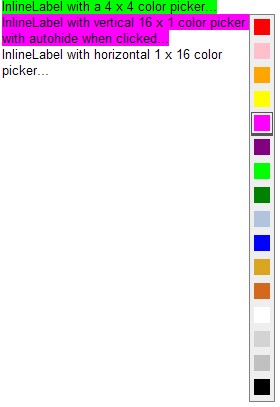 InlineLabel with a 4 x 4 color picker...
InlineLabel with vertical 16 x 1 color picker
with autohide when clicked...
InlineLabel with horizontal 1 x 16 color
picker...